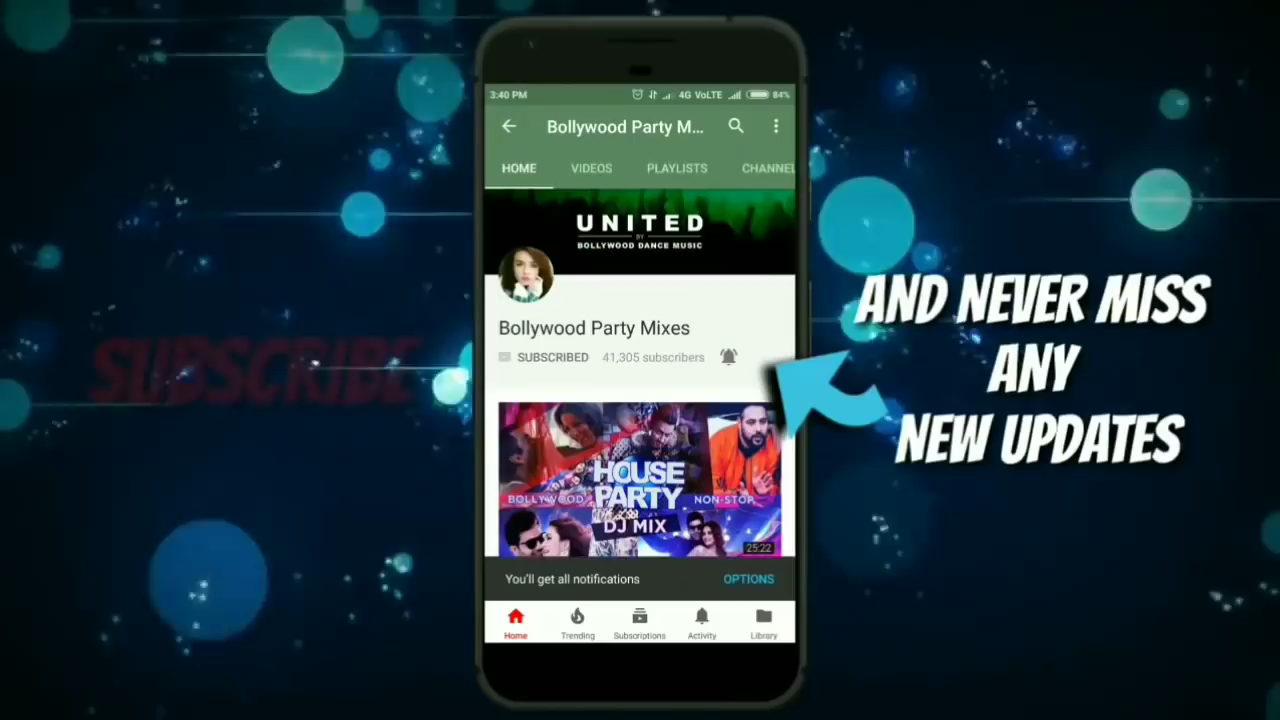 3:40 PM 4G VoLTE 84%
Bollywood Party M...
HOME VIDEOS PLAYLISTS CHANNEL
UNITED
BY
BOLLYWOOD DANCE MUSIC
Bollywood Party Mixes
SUBSCRIBED 41,305 subscribers
SUBSCRIBE
AND NEVER MISS
ANY
NEW UPDATES
HOUSE
PARTY
BOLLYWOOD NON-STOP
DJ MIX
25:22
You'll get all notifications OPTIONS
Home Trending Subscriptions Activity Library